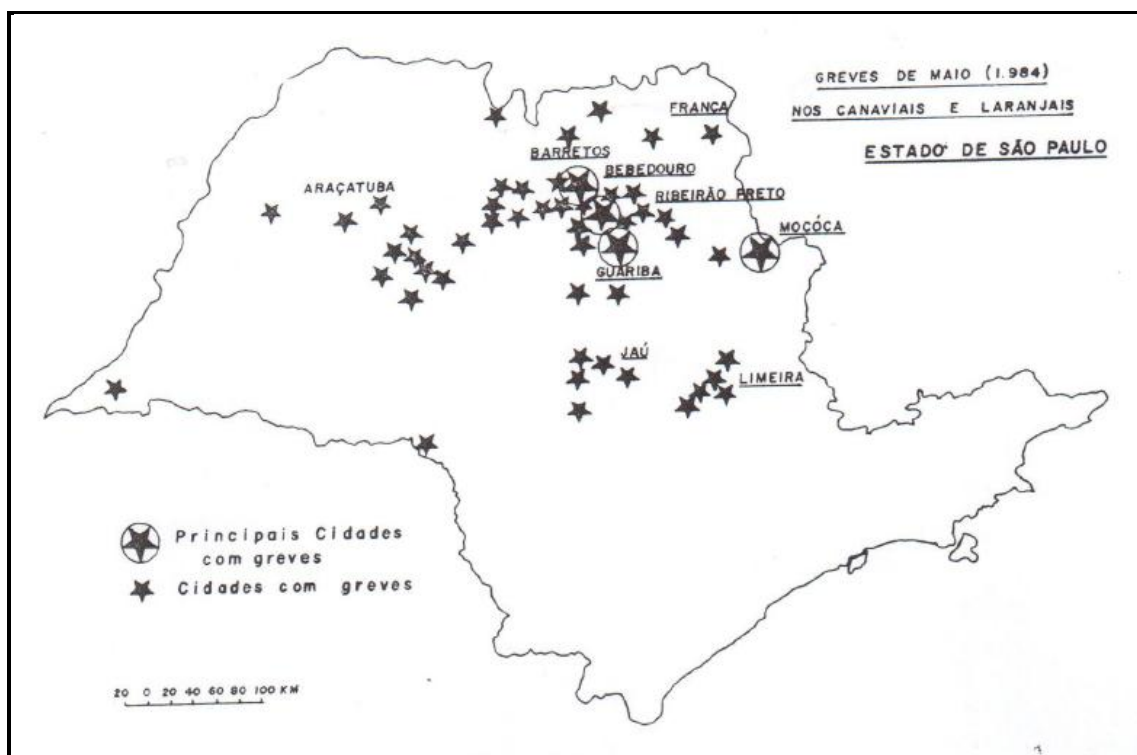 GREVES DE MAIO (1.984)
NOS CANAVIAIS E LARANJAIS
ESTADO DE SÃO PAULO
FRANÇA
BARRETOS
BEBEDOURO
ARAÇATUBA
RIBEIRÃO PRETO
MOCÓCA
GUARIBA
JAÚ
LIMEIRA
Principais Cidades
com greves
Cidades com greves
20 0 20 40 60 80 100 KM